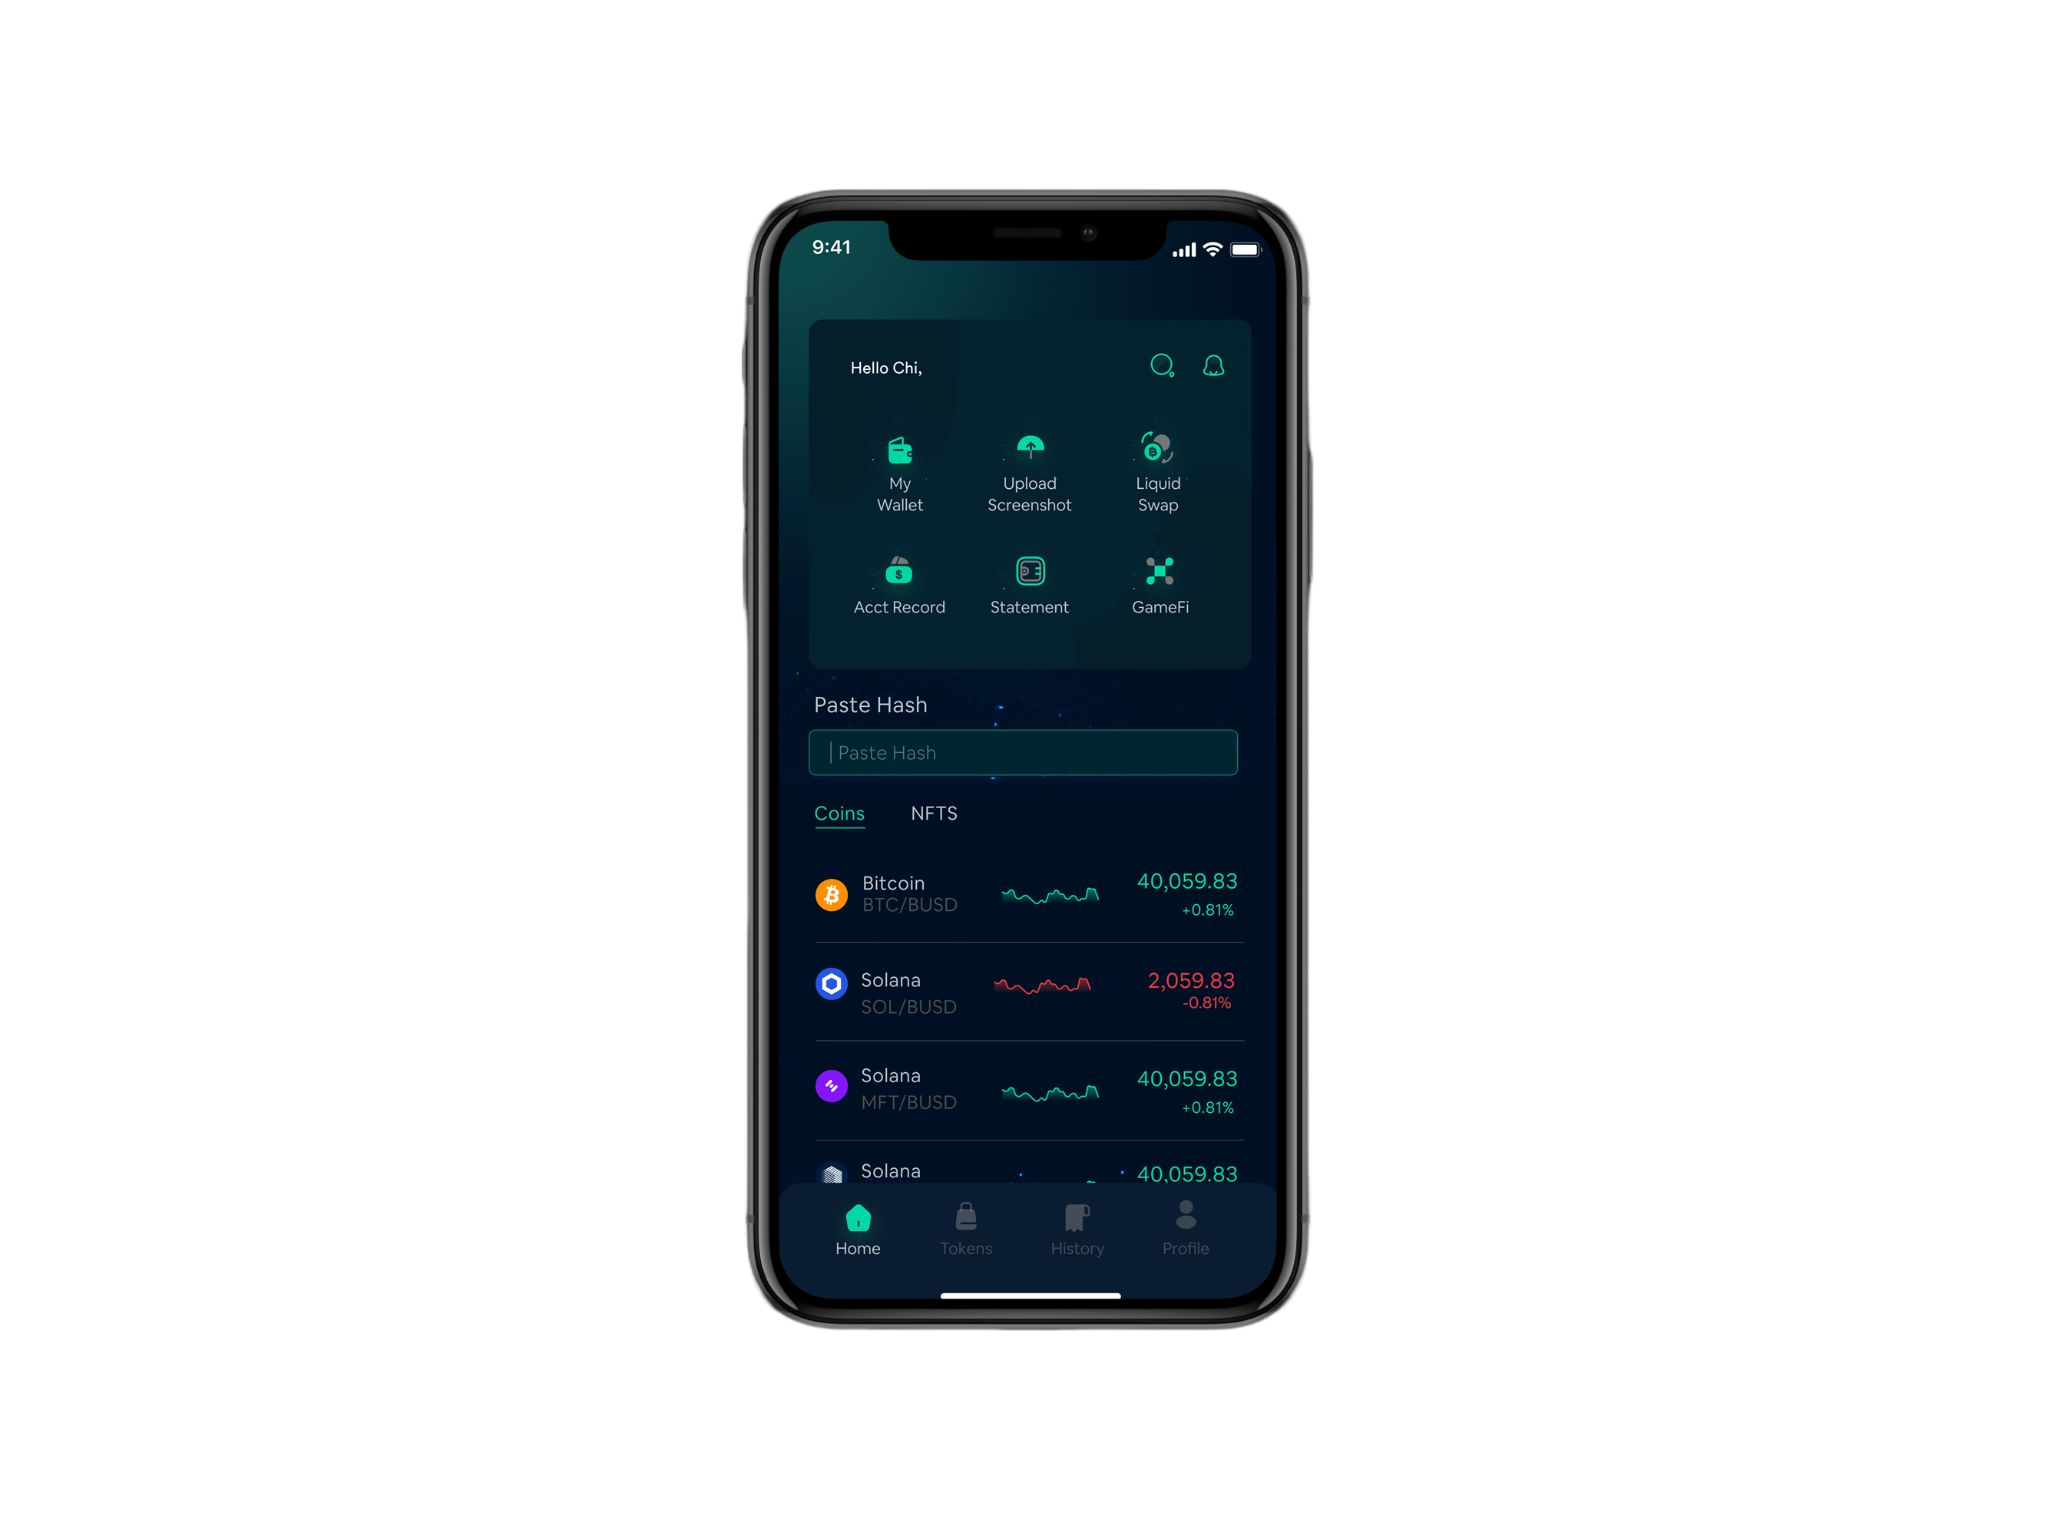 9:41
Hello Chi,
My
Wallet
Upload
Screenshot
Liquid
Swap
Acct Record
Statement
GameFi
Paste Hash
Paste Hash
Coins NFTS
Bitcoin
BTC/BUSD
40,059.83
+0.81%
Solana
SOL/BUSD
2,059.83
-0.81%
Solana
MFT/BUSD
40,059.83
+0.81%
Solana
40,059.83
Home Tokens History Profile